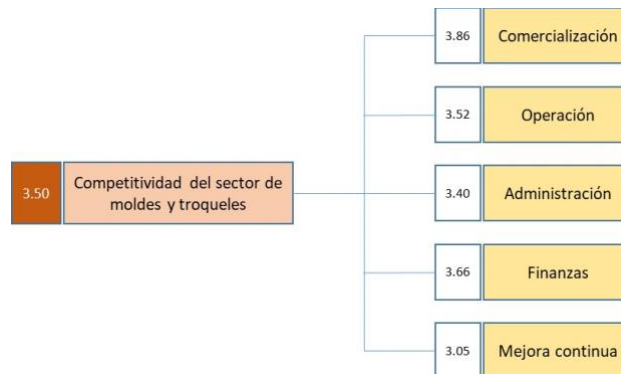 3.86 Comercialización
3.52 Operación
3.50 Competitividad del sector de
moldes y troqueles
3.40 Administración
3.66 Finanzas
3.05 Mejora continua